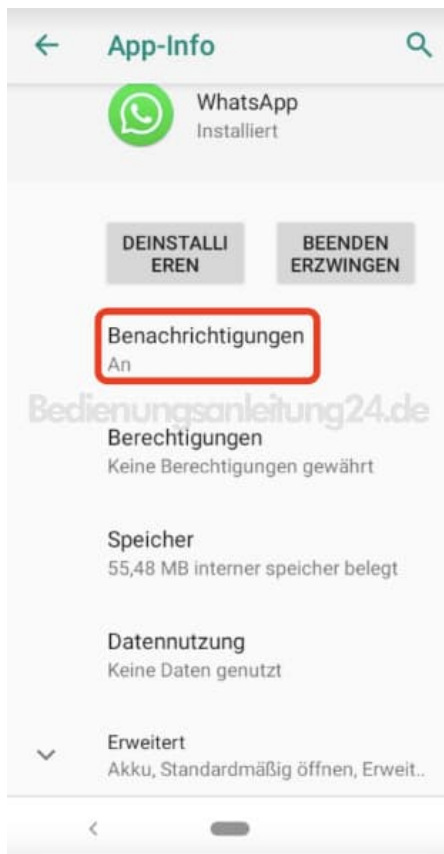 App-Info
WhatsApp
Installiert
DEINSTALLI
EREN
BEENDEN
ERZWINGEN
Benachrichtigungen
An
Bedienungsanleitung24.de
Berechtigungen
Keine Berechtigungen gewährt
Speicher
55,48 MB interner speicher belegt
Datennutzung
Keine Daten genutzt
Erweitert
Akku, Standardmäßig öffnen, Erweit..